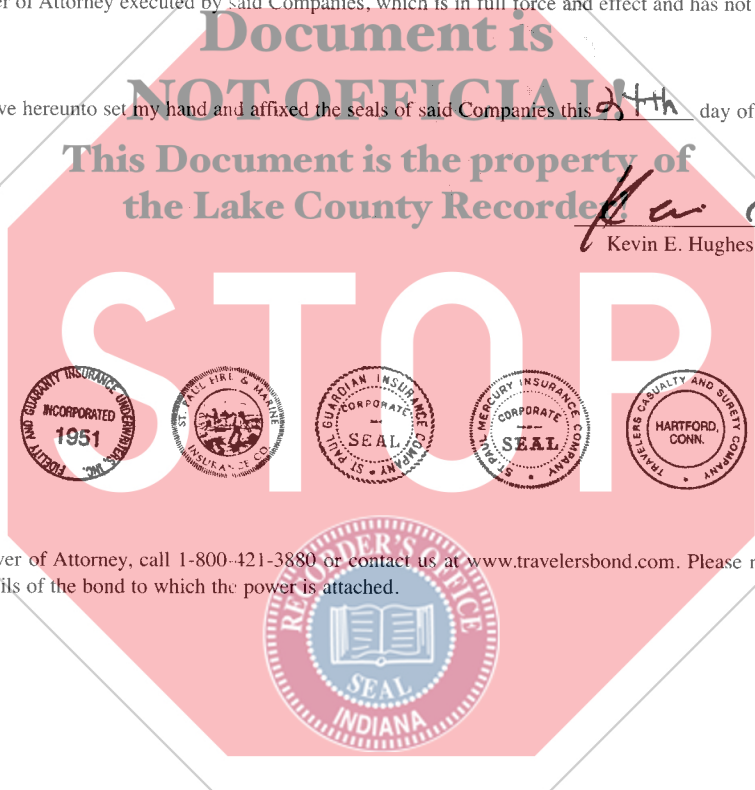 er of Attorney executed by said Companies, which is in full force and effect and has not
Document is
NOT OFFICIAL!
ve hereunto set my hand and affixed the seals of said Companies this 24th day of
This Document is the property of
the Lake County Recorder!
Kevin E. Hughes
STOP
FIDELITY AND GUARANTY INSURANCE UNDERWRITERS, INC.
INCORPORATED
1951
ST. PAUL FIRE & MARINE
INSURANCE CO.
ST. PAUL GUARDIAN INSURANCE COMPANY
CORPORATE
SEAL
ST. PAUL MERCURY INSURANCE COMPANY
CORPORATE
SEAL
TRAVELERS CASUALTY AND SURETY COMPANY
HARTFORD,
CONN.
ver of Attorney, call 1-800-421-3880 or contact us at www.travelersbond.com. Please r
ils of the bond to which the power is attached.
RECORDER'S OFFICE
SEAL
INDIANA